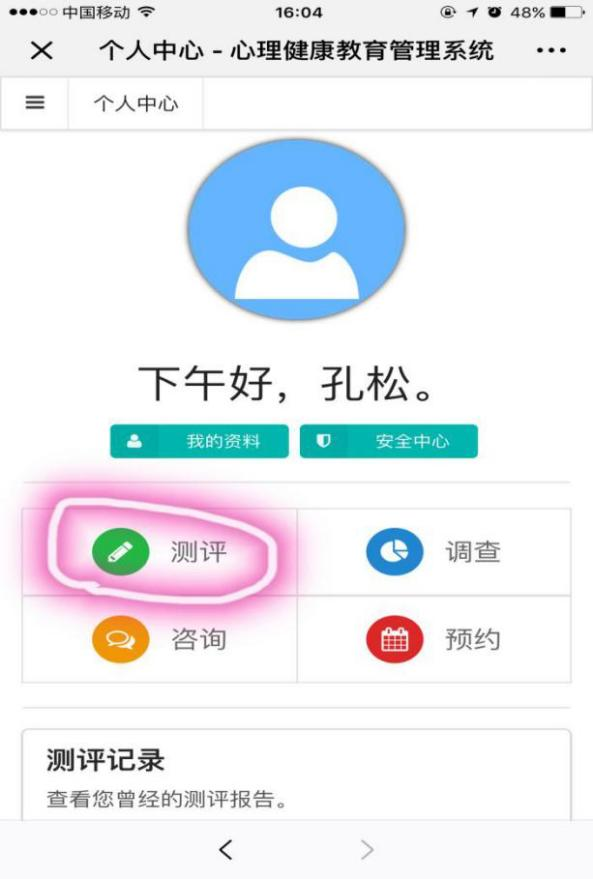 中国移动 16:04 48%
个人中心 - 心理健康教育管理系统
个人中心
下午好，孔松。
我的资料 安全中心
测评 调查
咨询 预约
测评记录
查看您曾经的测评报告。